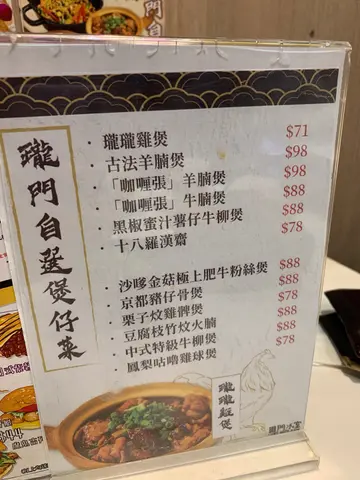 瓏門自選煲仔菜
· 瓏瓏雞煲 $71
· 古法羊腩煲 $98
· 「咖喱張」羊腩煲 $98
· 「咖喱張」牛腩煲 $88
· 黑椒蜜汁薯仔牛柳煲 $88
· 十八羅漢齋 $78
· 沙嗲金菇極上肥牛粉絲煲 $88
· 京都豬仔骨煲 $88
· 栗子炆雞髀煲 $88
· 豆腐枝竹炆火腩 $88
· 中式特級牛柳煲 $88
· 鳳梨咕嚕雞球煲 $78
瓏瓏雞煲
門自